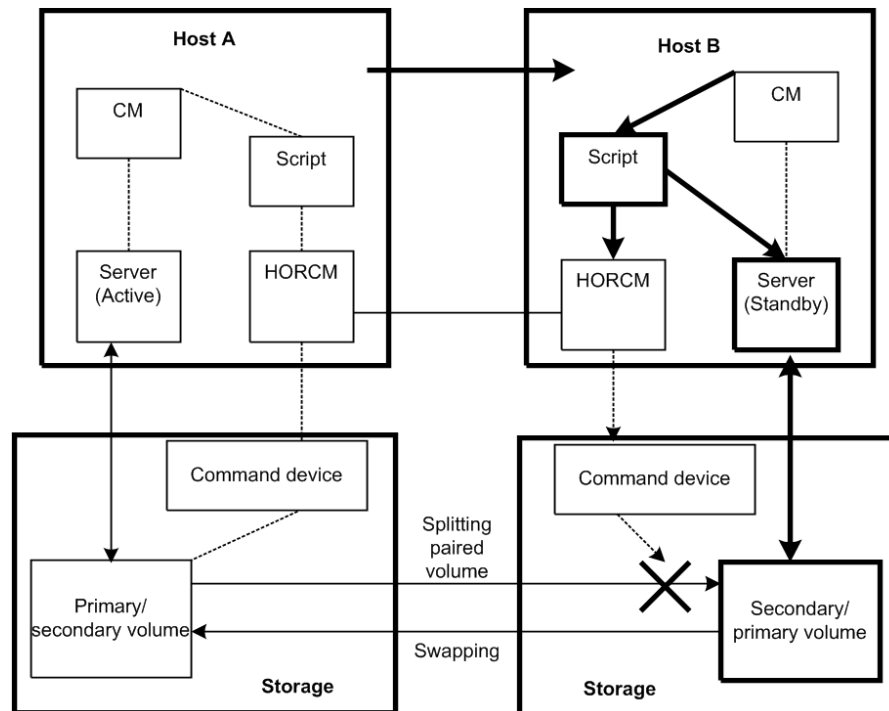 Host A
CM
Script
Server
(Active)
HORCM
Host B
CM
Script
HORCM
Server
(Standby)
Command device
Primary/
secondary volume
Storage
Splitting
paired
volume
Swapping
Command device
Secondary/
primary volume
Storage